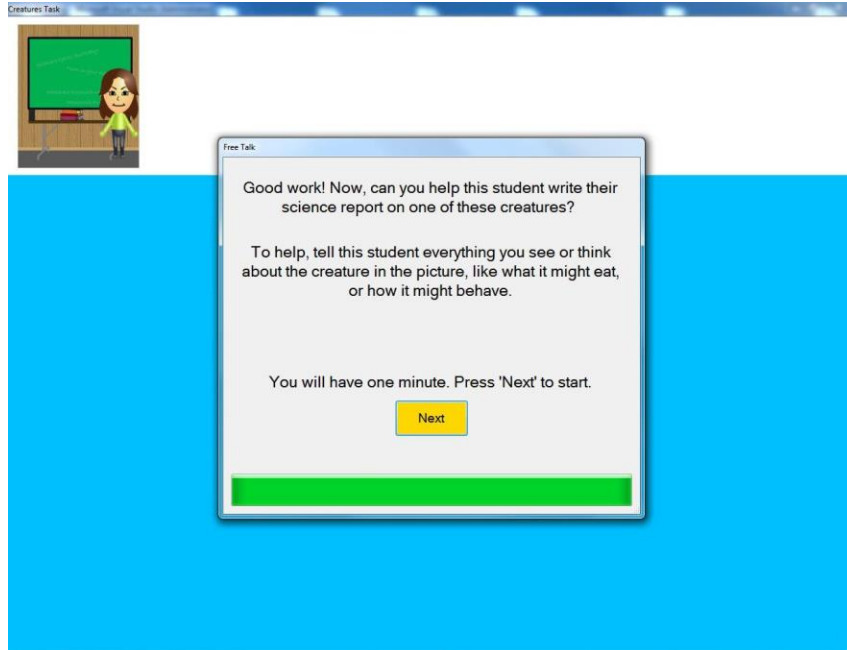 Creatures Task
Free Talk
Good work! Now, can you help this student write their
science report on one of these creatures?
To help, tell this student everything you see or think
about the creature in the picture, like what it might eat,
or how it might behave.
You will have one minute. Press 'Next' to start.
Next